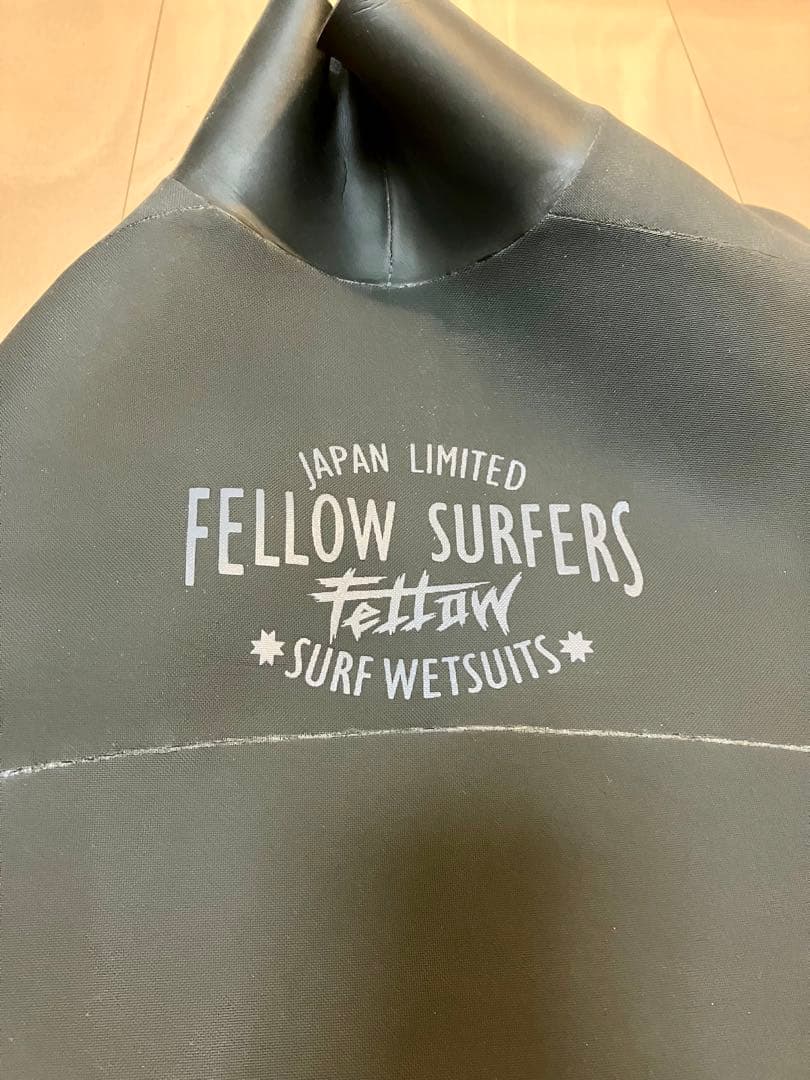 JAPAN LIMITED
FELLOW SURFERS
Fellow
SURF WETSUITS